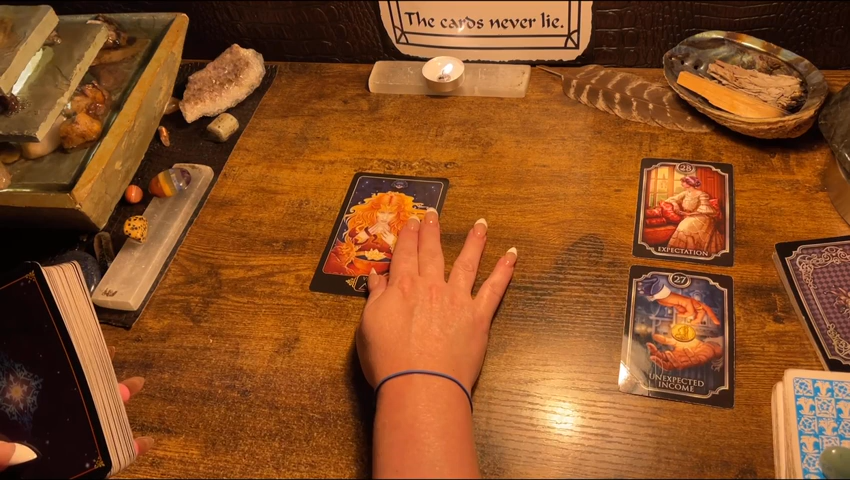 The cards never lie.
28
EXPECTATION
27
UNEXPECTED
INCOME